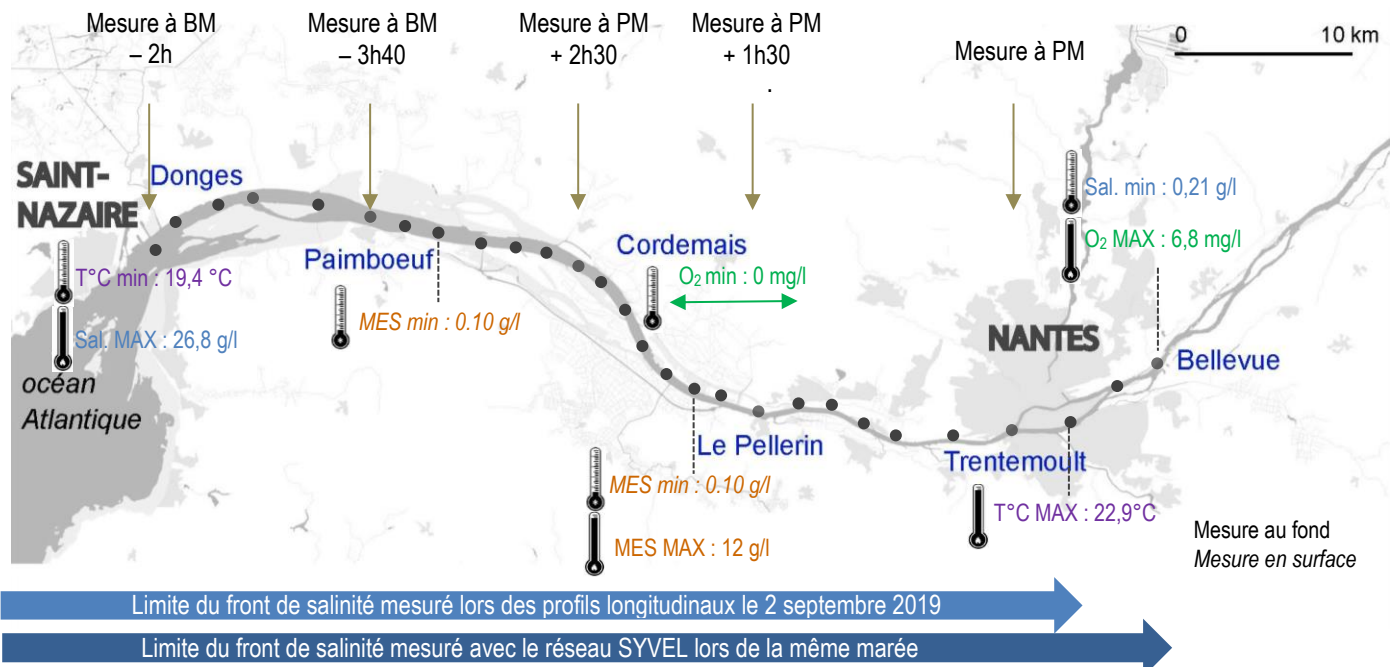 Mesure à BM
– 2h
Mesure à BM
– 3h40
Mesure à PM
+ 2h30
Mesure à PM
+ 1h30
.
Mesure à PM
0 10 km
SAINT-
NAZAIRE
Donges
Sal. min : 0,21 g/l
O₂ MAX : 6,8 mg/l
Paimboeuf
Cordemais
T°C min : 19,4 °C
O₂ min : 0 mg/l
MES min : 0.10 g/l
Sal. MAX : 26,8 g/l
NANTES
Bellevue
océan
Atlantique
Le Pellerin
Trentemoult
MES min : 0.10 g/l
T°C MAX : 22,9°C
MES MAX : 12 g/l
Mesure au fond
Mesure en surface
Limite du front de salinité mesuré lors des profils longitudinaux le 2 septembre 2019
Limite du front de salinité mesuré avec le réseau SYVEL lors de la même marée